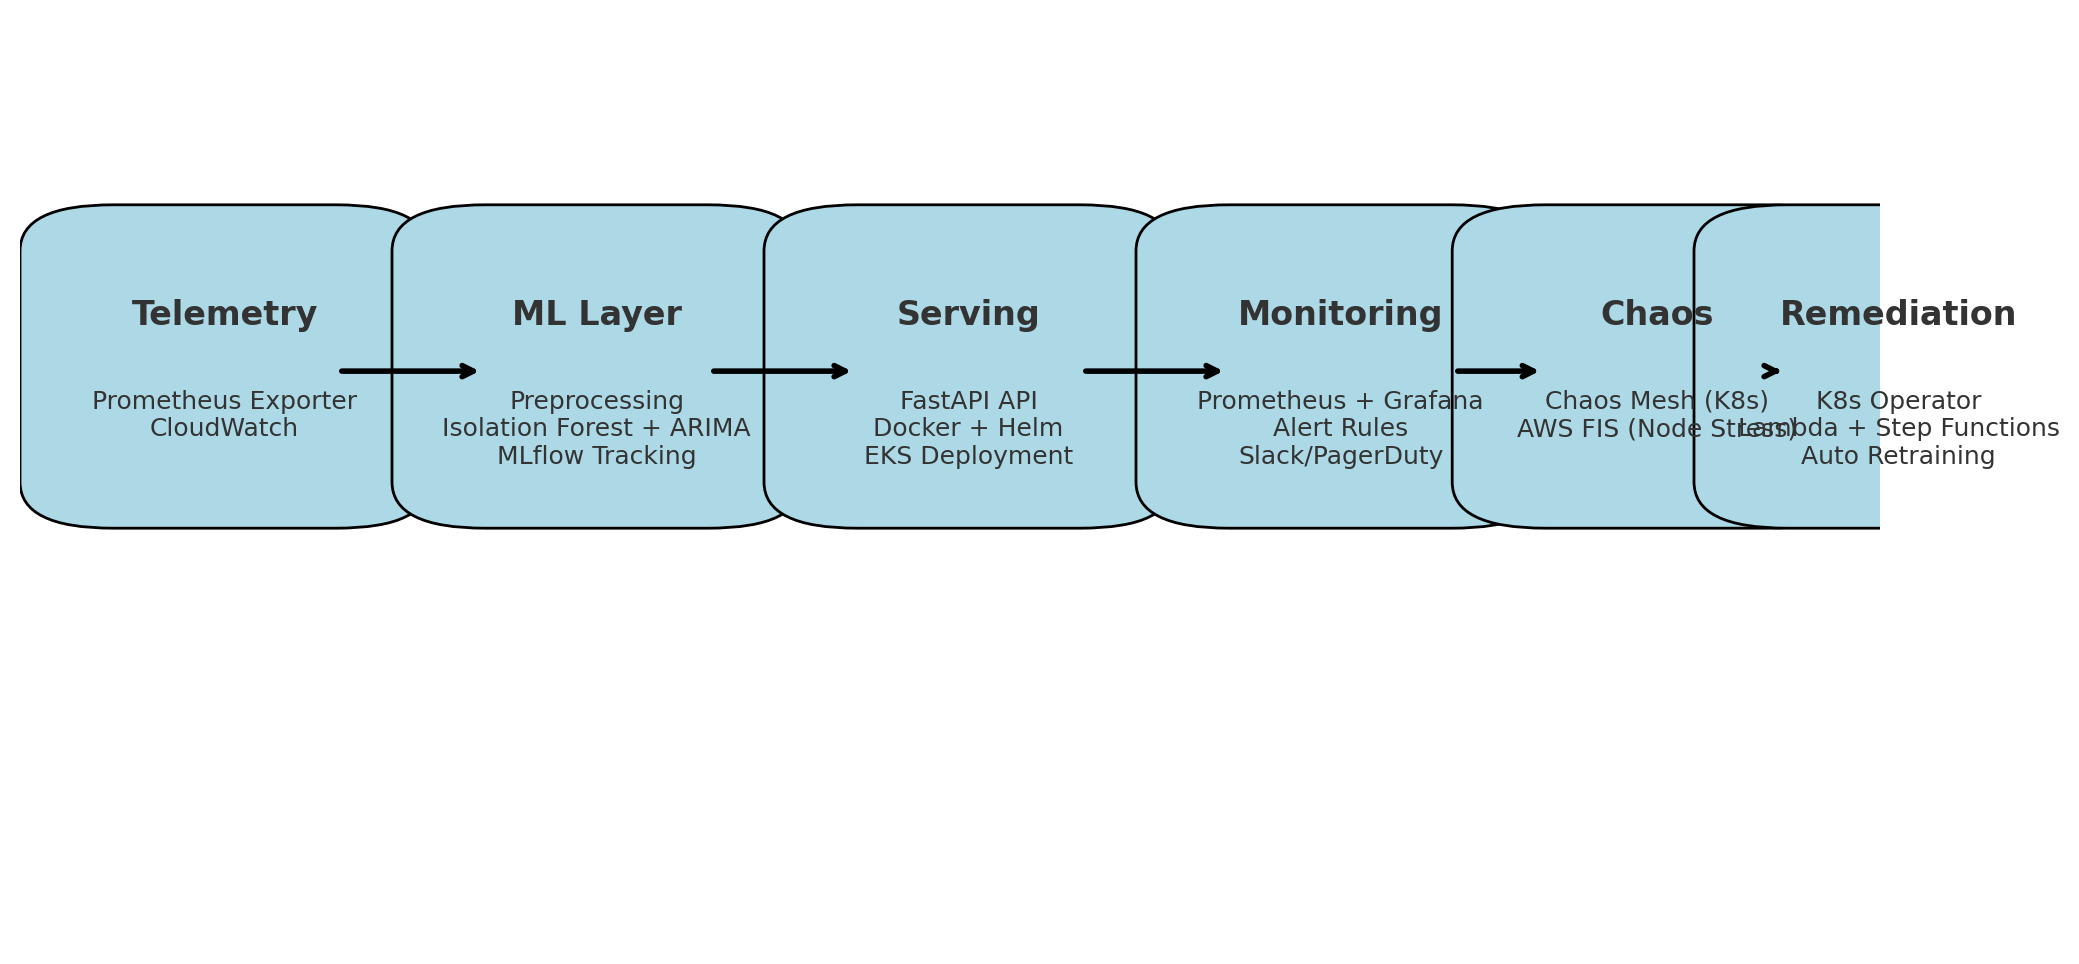 Telemetry
Prometheus Exporter
CloudWatch
ML Layer
Preprocessing
Isolation Forest + ARIMA
MLflow Tracking
Serving
FastAPI API
Docker + Helm
EKS Deployment
Monitoring
Prometheus + Grafana
Alert Rules
Slack/PagerDuty
Chaos
Chaos Mesh (K8s)
AWS FIS (Node Stress)
Remediation
K8s Operator
Lambda + Step Functions
Auto Retraining